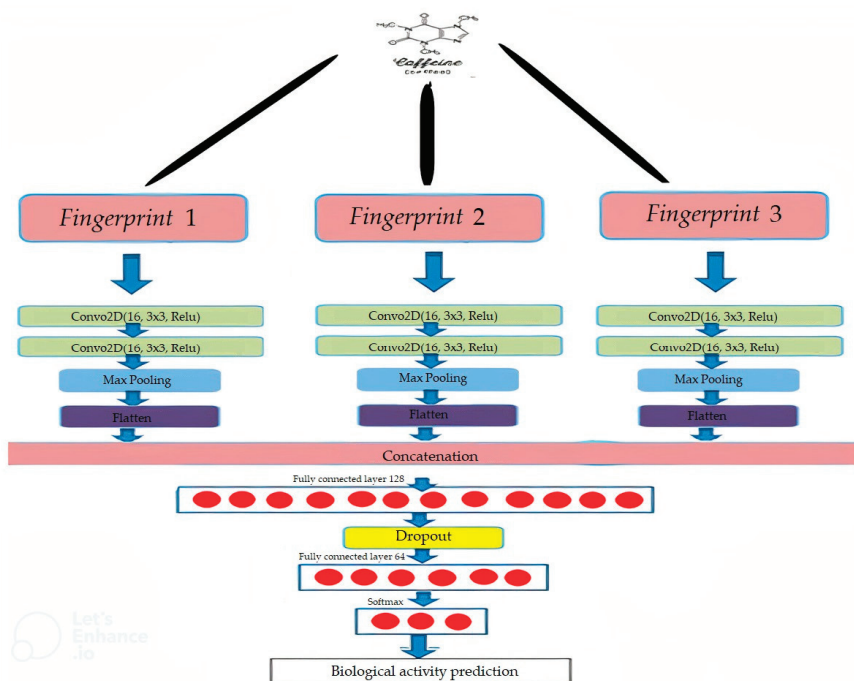 O
CH₃
H₃C
N
N
O
N
N
CH₃
Caffeine
Fingerprint 1
Fingerprint 2
Fingerprint 3
Convo2D(16, 3x3, Relu)
Convo2D(16, 3x3, Relu)
Convo2D(16, 3x3, Relu)
Convo2D(16, 3x3, Relu)
Convo2D(16, 3x3, Relu)
Convo2D(16, 3x3, Relu)
Max Pooling
Max Pooling
Max Pooling
Flatten
Flatten
Flatten
Concatenation
Fully connected layer 128
Dropout
Fully connected layer 64
Softmax
Let's
Enhance
.io
Biological activity prediction